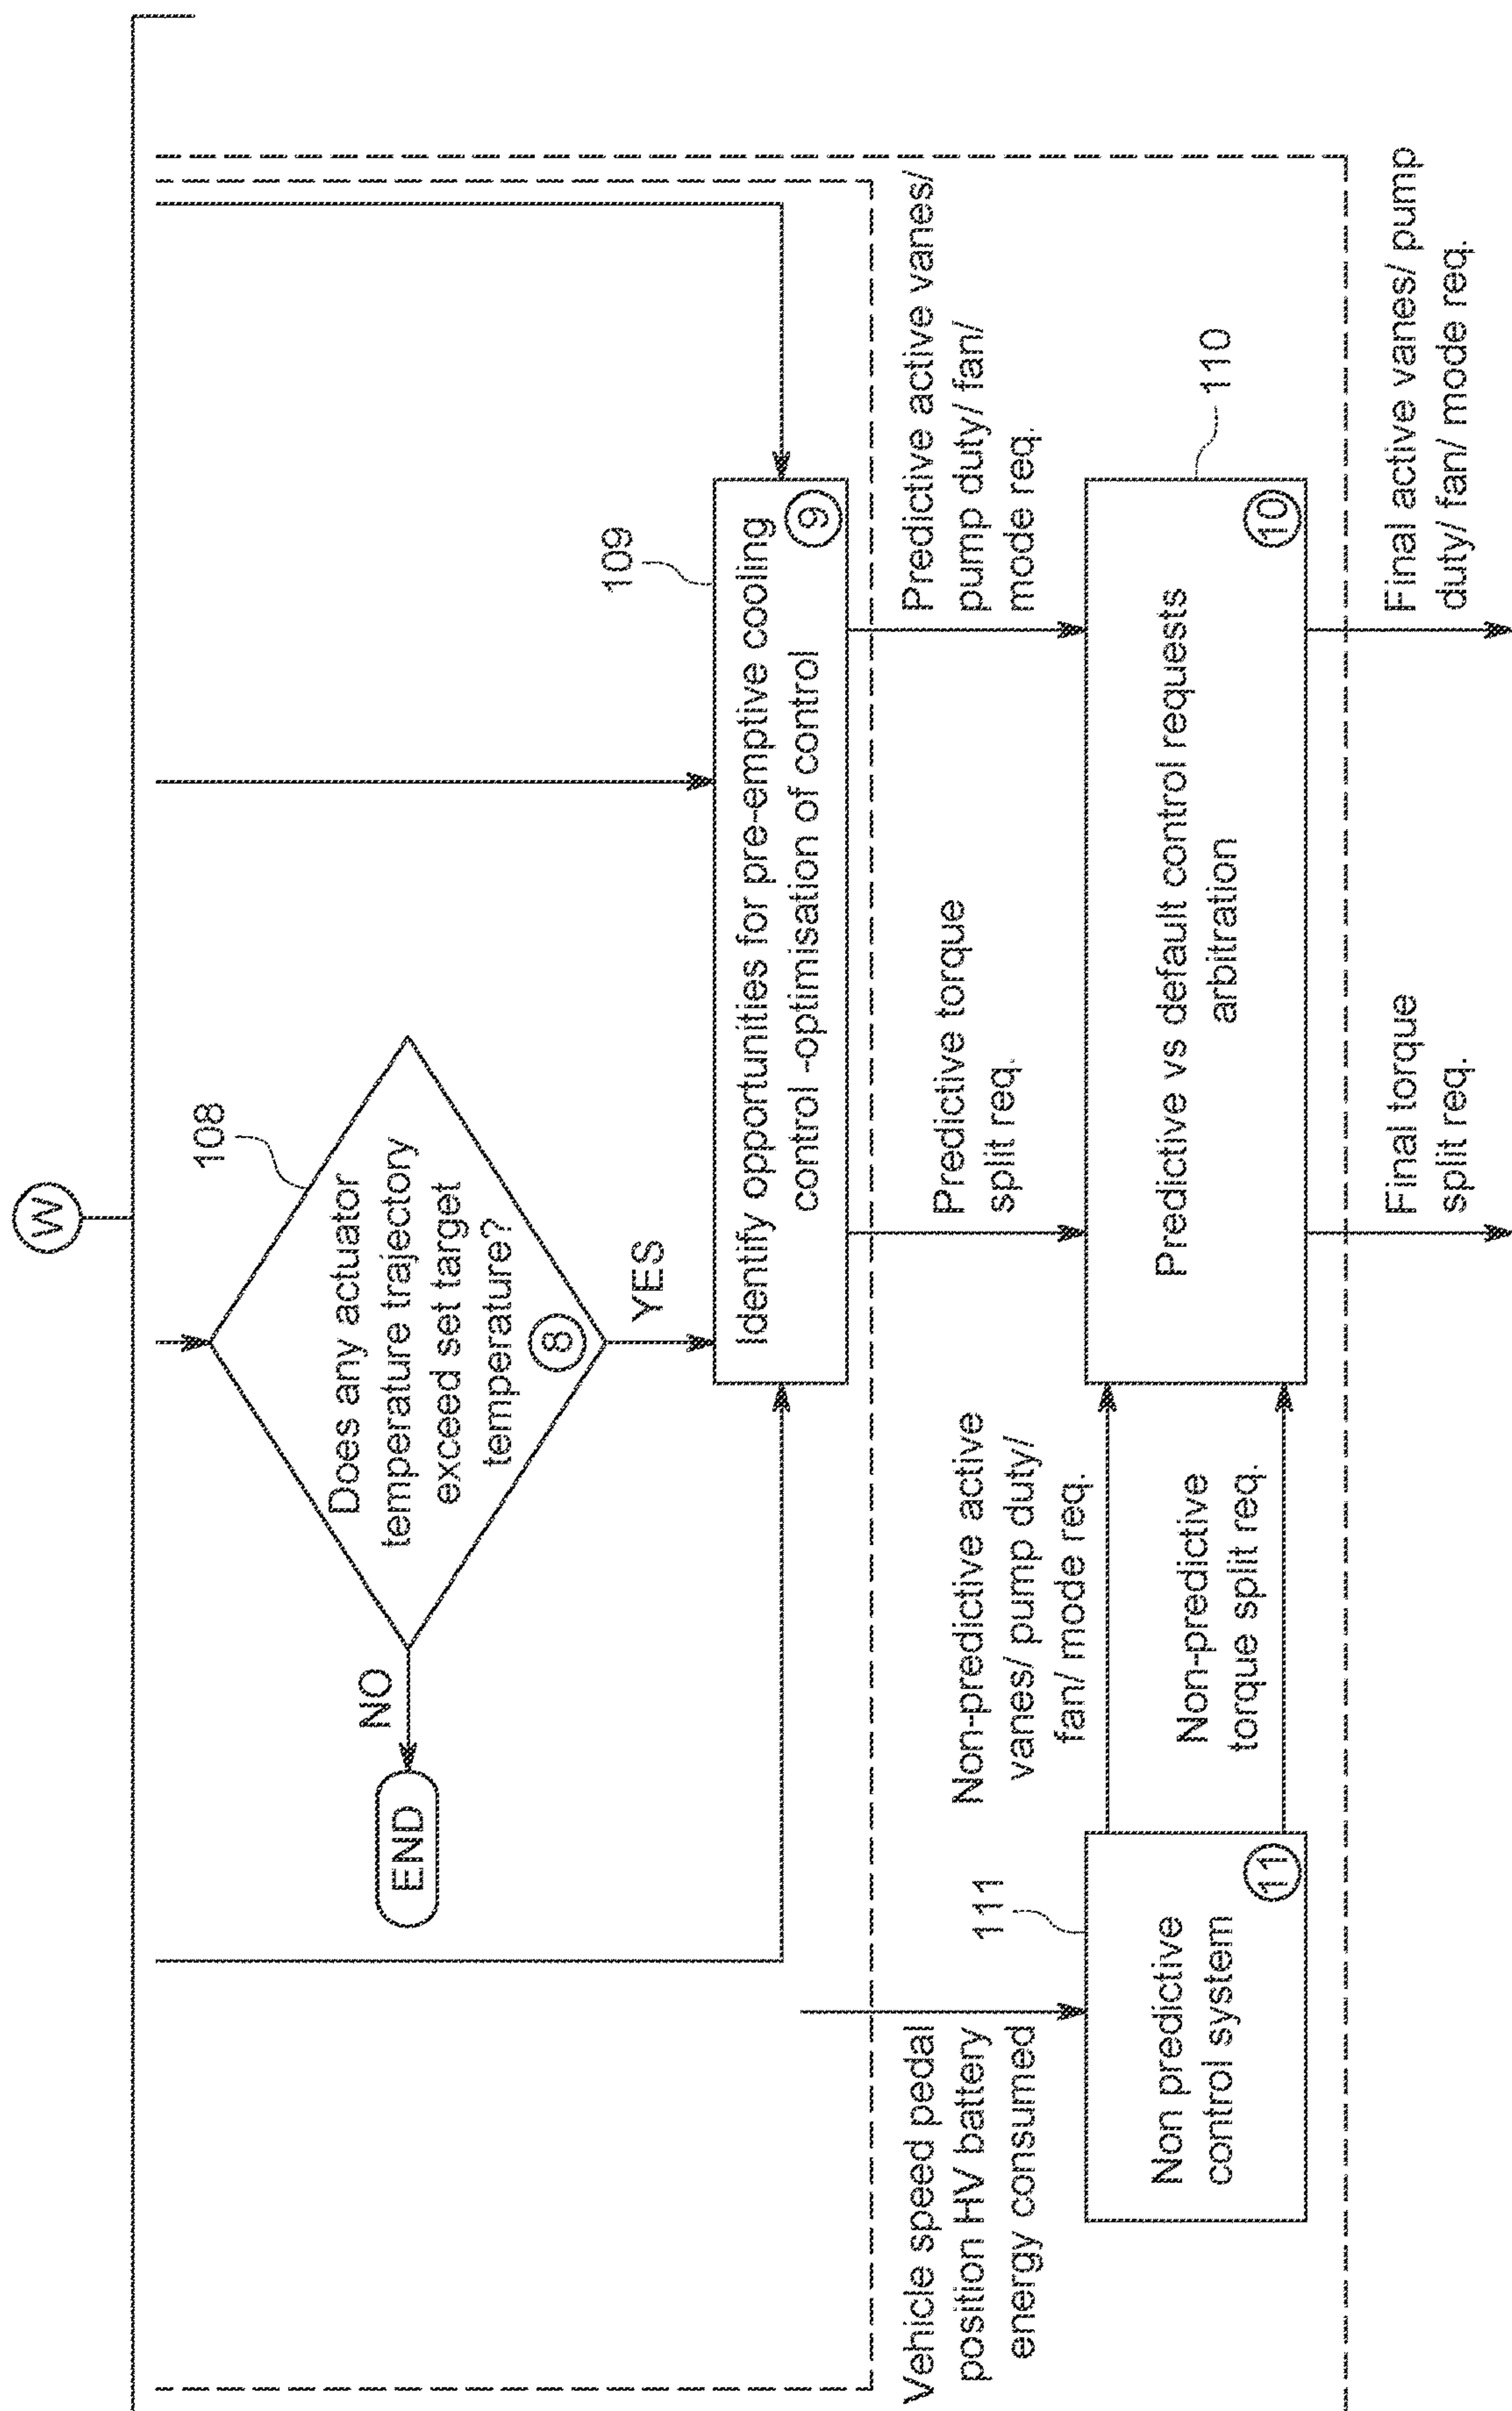 W
108
Does any actuator
temperature trajectory
exceed set target
temperature?
8
NO
END
YES
109
Identify opportunities for pre-emptive cooling
control -optimisation of control
9
Vehicle speed pedal
position HV battery
energy consumed
Predictive torque
split req.
Predictive active vanes/
pump duty/ fan/
mode req.
111
Non predictive
control system
11
Non-predictive active
vanes/ pump duty/
fan/ mode req.
Non-predictive
torque split req.
Predictive vs default control requests
arbitration
10
110
Final torque
split req.
Final active vanes/ pump
duty/ fan/ mode req.